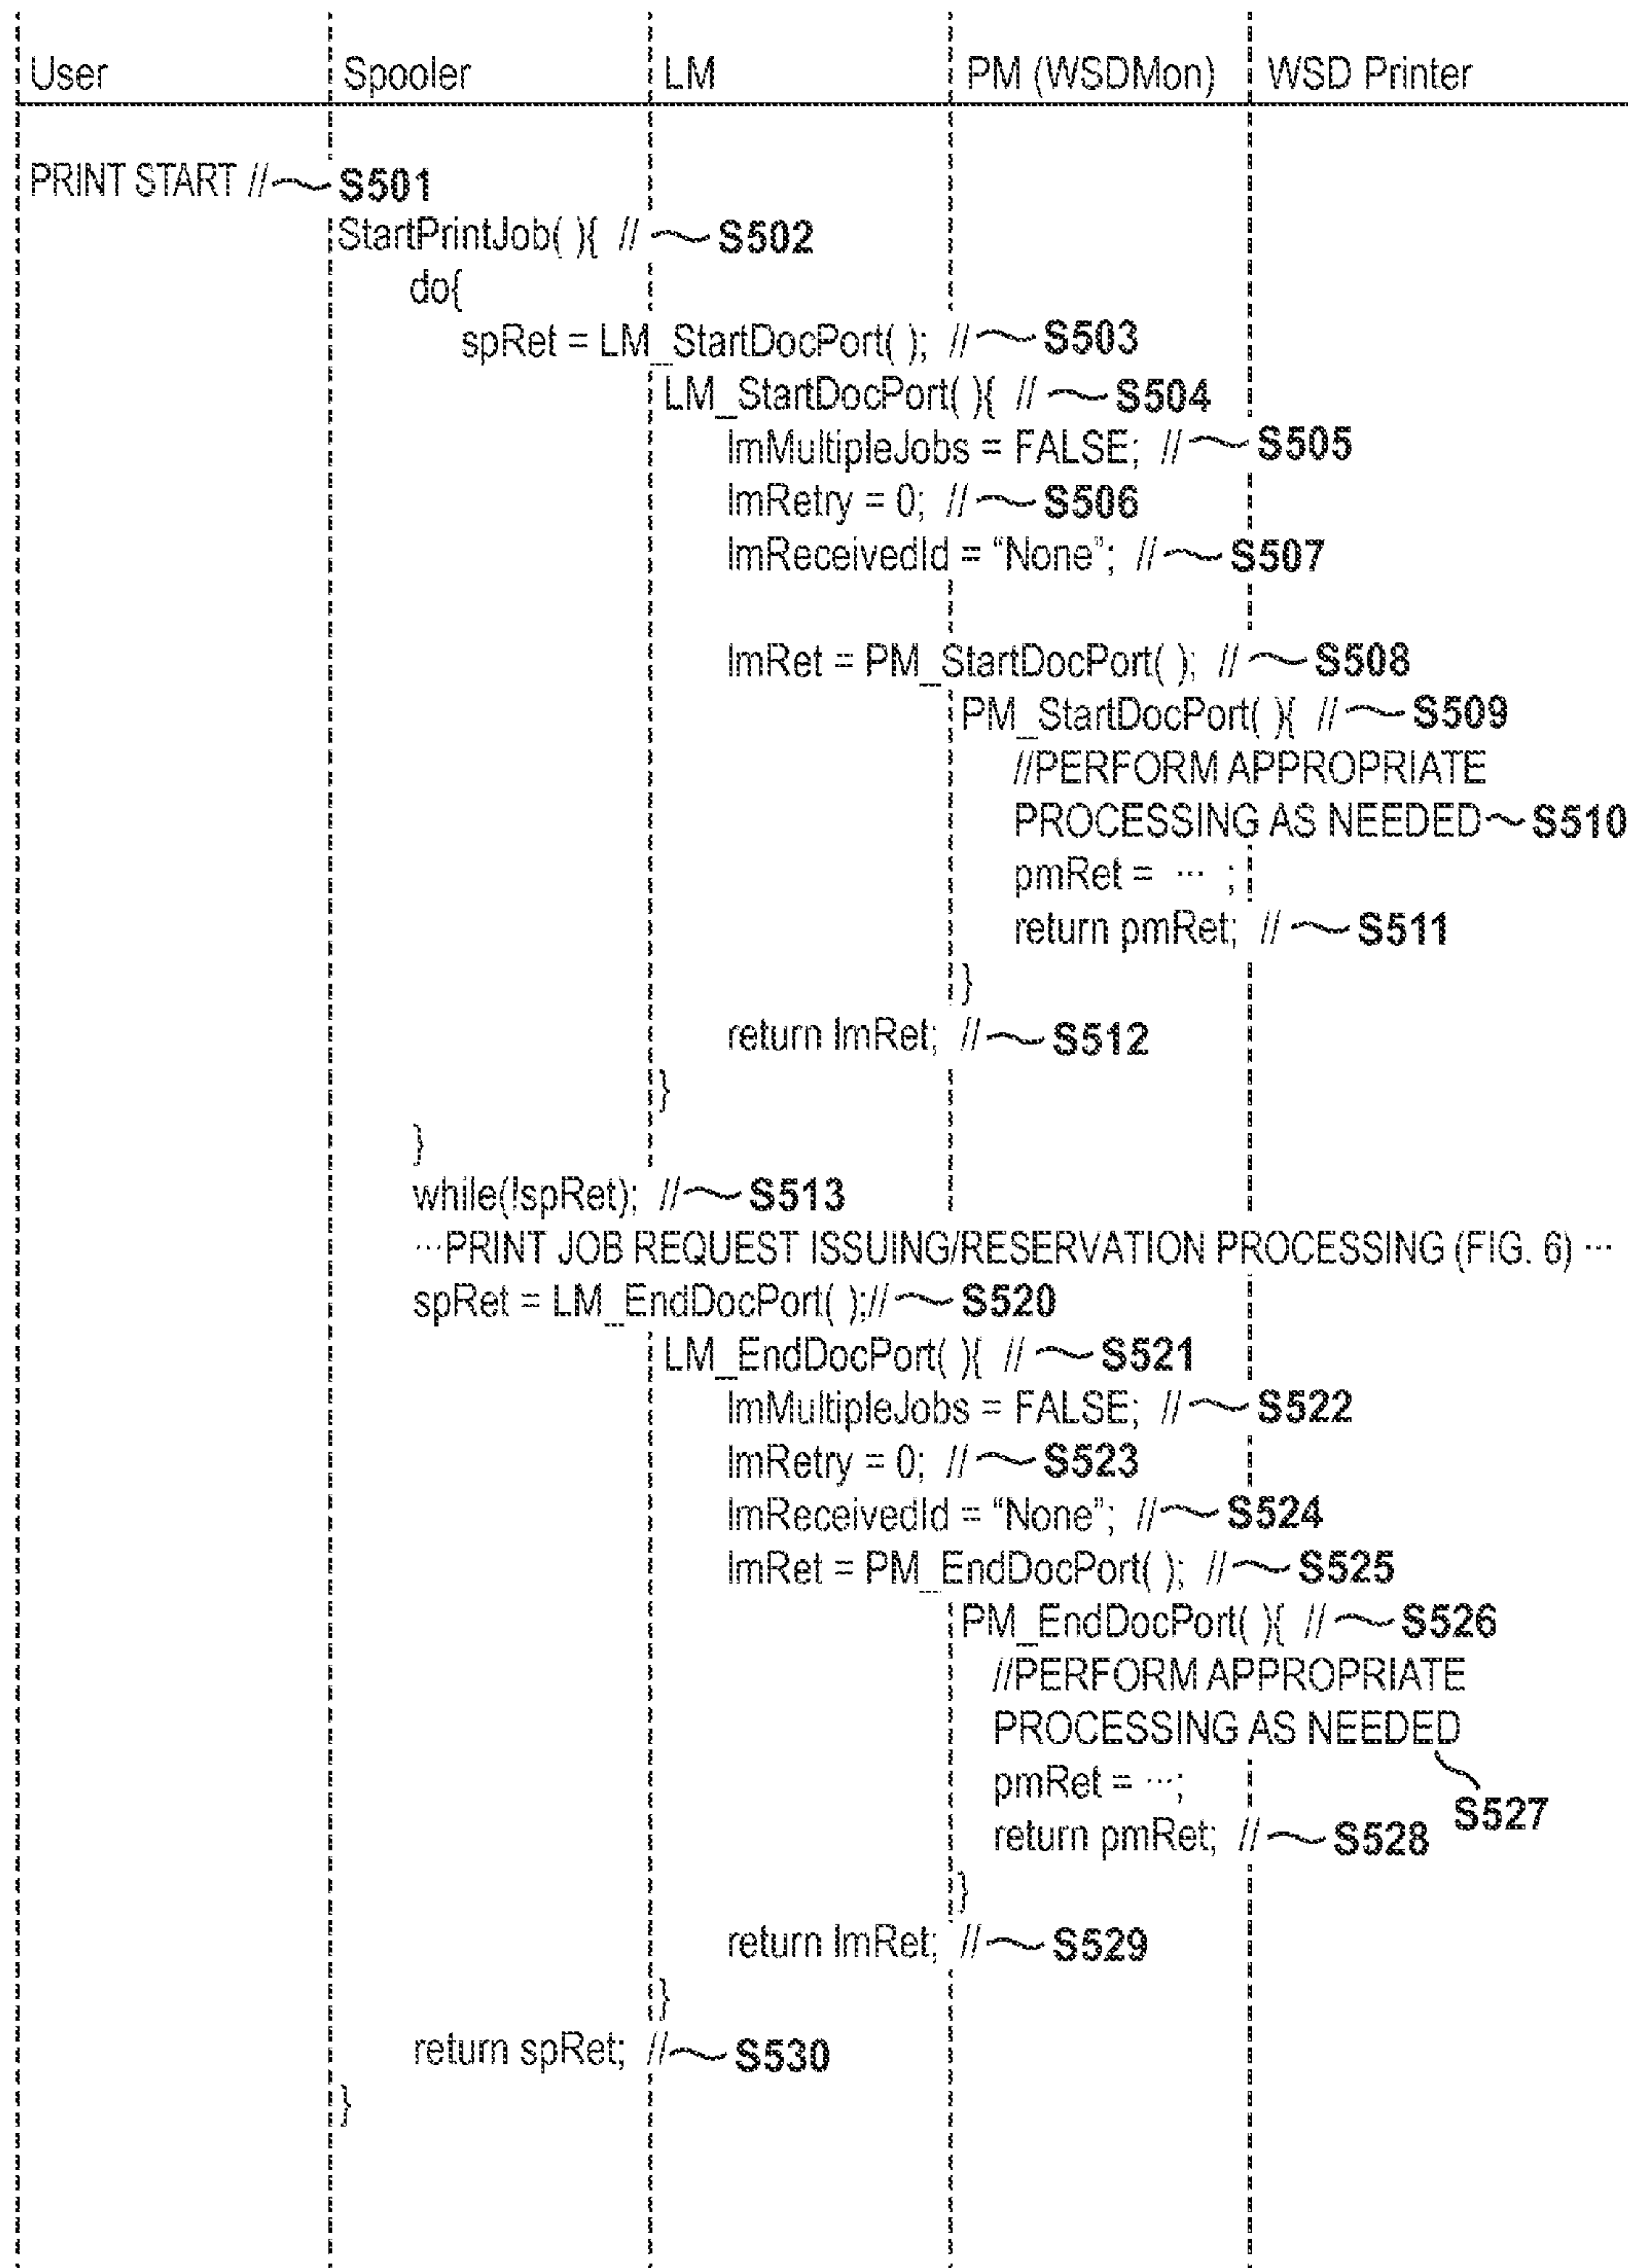 User Spooler LM PM (WSDMon) WSD Printer
PRINT START // S501
StartPrintJob( ){ // S502
do{
spRet = LM_StartDocPort( ); // S503
LM_StartDocPort( ){ // S504
lmMultipleJobs = FALSE; // S505
lmRetry = 0; // S506
lmReceivedId = “None”; // S507
lmRet = PM_StartDocPort( ); // S508
PM_StartDocPort( ){ // S509
//PERFORM APPROPRIATE
PROCESSING AS NEEDED S510
pmRet = ··· ;
return pmRet; // S511
}
return lmRet; // S512
}
}
while(!spRet); // S513
···PRINT JOB REQUEST ISSUING/RESERVATION PROCESSING (FIG. 6) ···
spRet = LM_EndDocPort( );// S520
LM_EndDocPort( ){ // S521
lmMultipleJobs = FALSE; // S522
lmRetry = 0; // S523
lmReceivedId = “None”; // S524
lmRet = PM_EndDocPort( ); // S525
PM_EndDocPort( ){ // S526
//PERFORM APPROPRIATE
PROCESSING AS NEEDED
pmRet = ···;
S527
return pmRet; // S528
}
return lmRet; // S529
}
return spRet; // S530
}